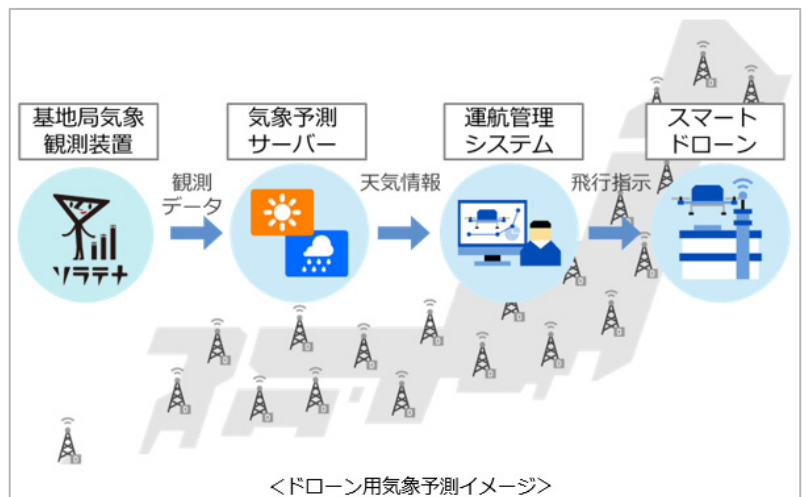 基地局気象
観測装置
気象予測
サーバー
運航管理
システム
スマート
ドローン
観測
データ
天気情報
飛行指示
ソラテナ
<ドローン用気象予測イメージ>